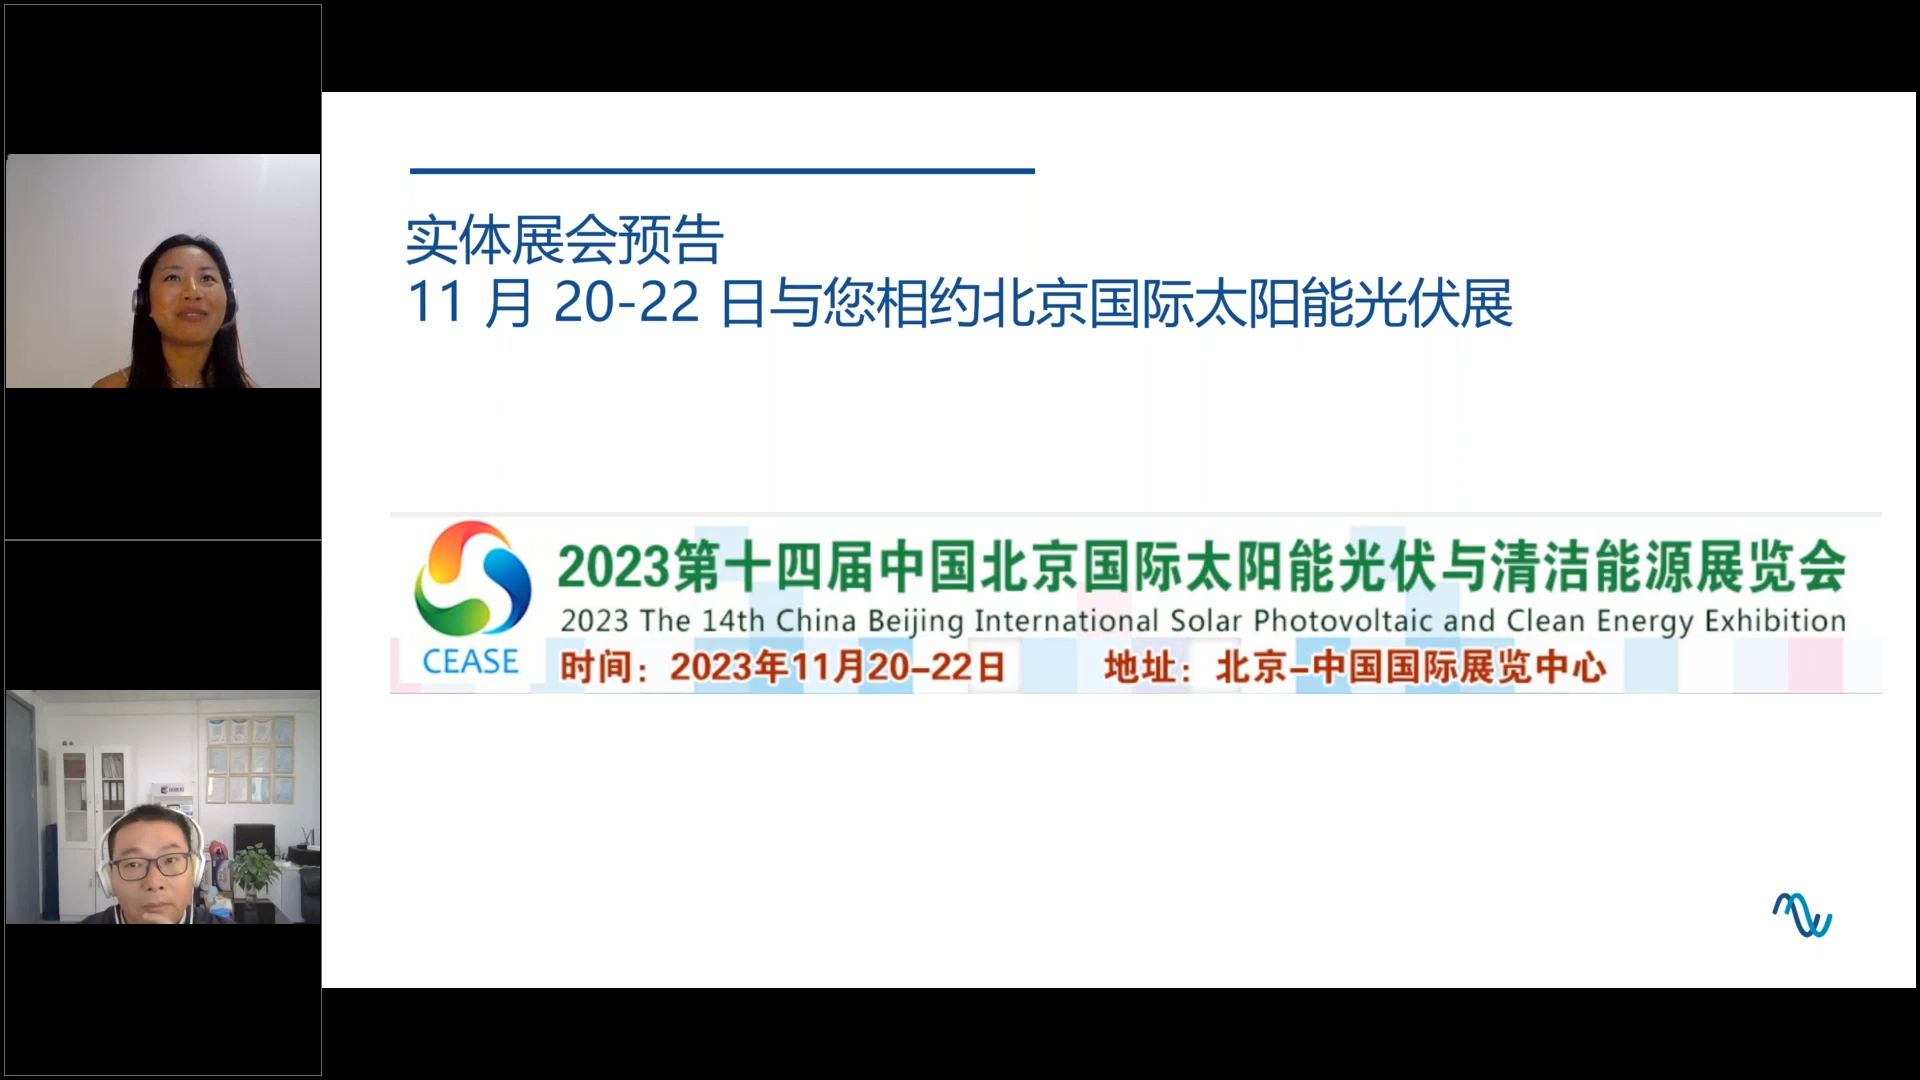 实体展会预告
11 月 20-22 日与您相约北京国际太阳能光伏展
2023第十四届中国北京国际太阳能光伏与清洁能源展览会
2023 The 14th China Beijing International Solar Photovoltaic and Clean Energy Exhibition
CEASE
时间：2023年11月20-22日 地址：北京-中国国际展览中心